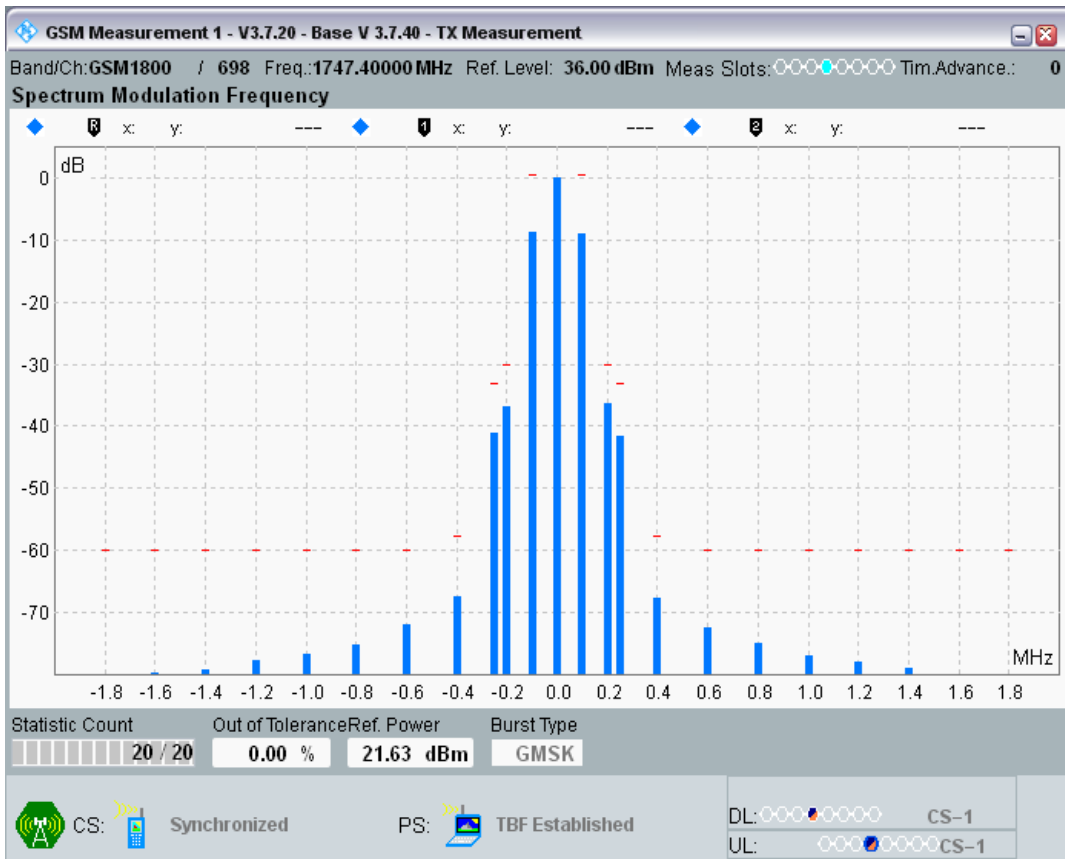 GSM Measurement 1 - V3.7.20 - Base V 3.7.40 - TX Measurement
Band/Ch:GSM1800 / 698 Freq.:1747.40000 MHz Ref. Level: 36.00 dBm Meas Slots: Tim.Advance.: 0
Spectrum Modulation Frequency
R x: y: --- 1 x: y: --- 2 x: y: ---
dB
0
-10
-20
-30
-40
-50
-60
-70
MHz
-1.8 -1.6 -1.4 -1.2 -1.0 -0.8 -0.6 -0.4 -0.2 0.0 0.2 0.4 0.6 0.8 1.0 1.2 1.4 1.6 1.8
Statistic Count Out of Tolerance Ref. Power Burst Type
20 / 20 0.00 % 21.63 dBm GMSK
CS: Synchronized PS: TBF Established
DL: CS-1
UL: CS-1